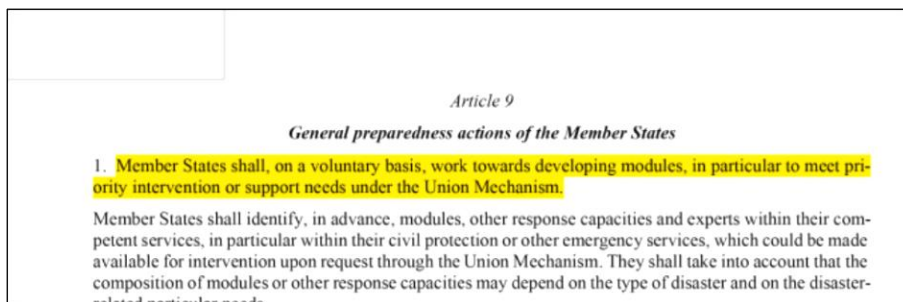 Article 9
General preparedness actions of the Member States
1. Member States shall, on a voluntary basis, work towards developing modules, in particular to meet pri-
ority intervention or support needs under the Union Mechanism.
Member States shall identify, in advance, modules, other response capacities and experts within their com-
petent services, in particular within their civil protection or other emergency services, which could be made
available for intervention upon request through the Union Mechanism. They shall take into account that the
composition of modules or other response capacities may depend on the type of disaster and on the disaster-